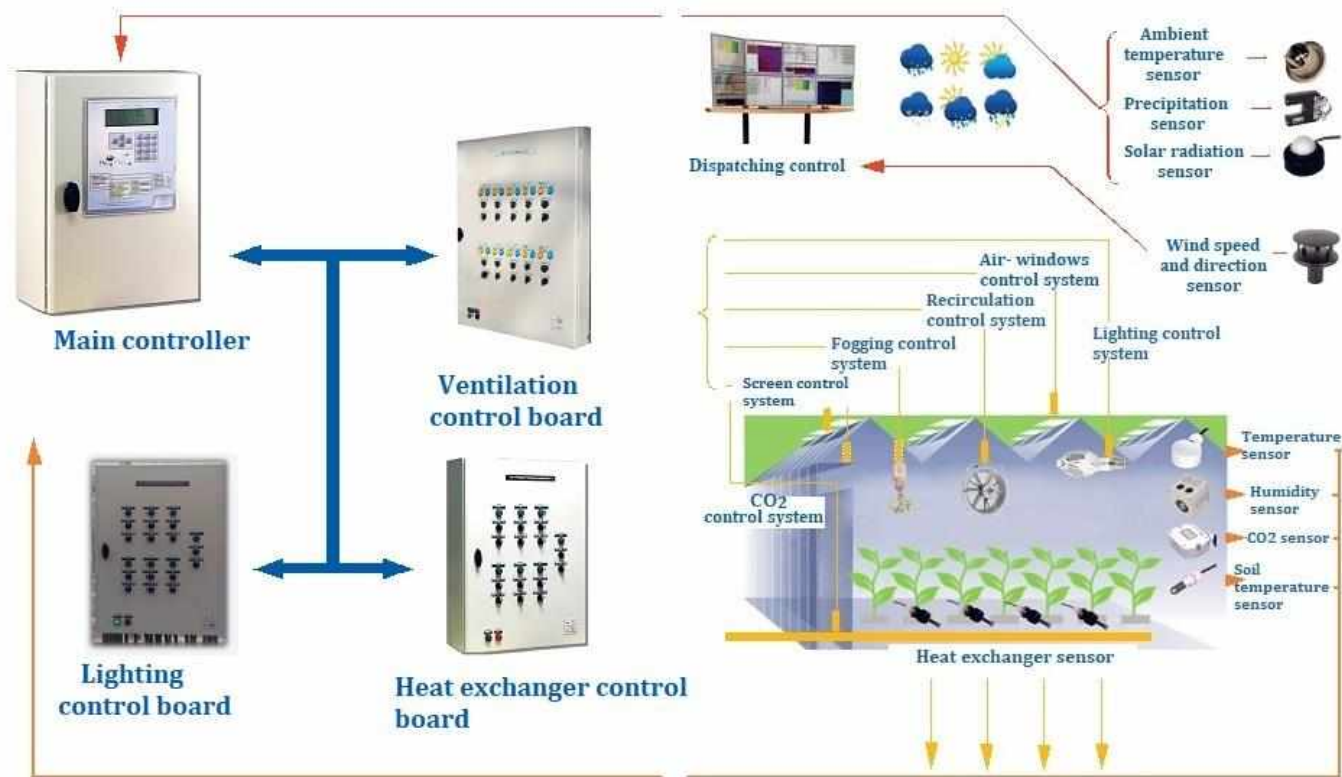 Main controller
Ventilation
control board
Lighting
control board
Heat exchanger control
board
Dispatching control
Ambient
temperature
sensor
Precipitation
sensor
Solar radiation
sensor
Wind speed
and direction
sensor
Air- windows
control system
Recirculation
control system
Lighting control
system
Fogging control
system
Screen control
system
CO2
control system
Temperature
sensor
Humidity
sensor
CO2 sensor
Soil
temperature
sensor
Heat exchanger sensor